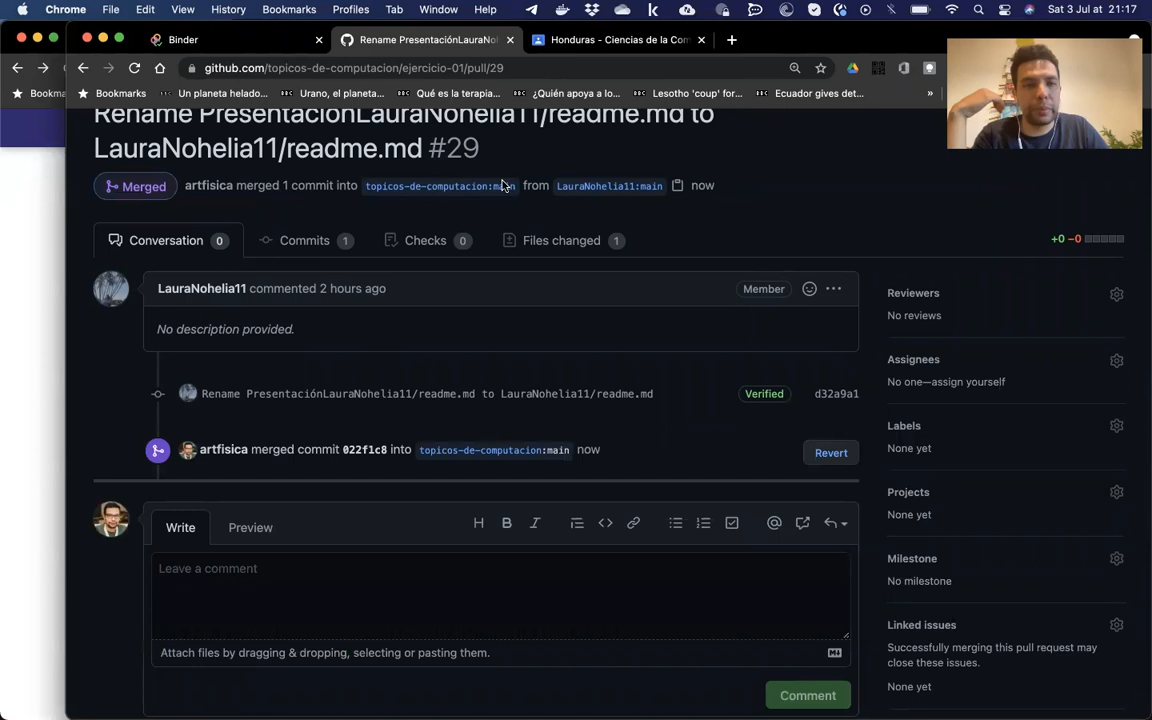 Chrome File Edit View History Bookmarks Profiles Tab Window Help Sat 3 Jul at 21:17
Binder
Rename PresentaciónLauraNo
Honduras - Ciencias de la Com
github.com/topicos-de-computacion/ejercicio-01/pull/29
Bookma
Bookmarks Un planeta helado... Urano, el planeta... Qué es la terapia... ¿Quién apoya a lo... Lesotho 'coup' for... Ecuador gives det... »
Rename PresentaciónLauraNohelia11/readme.md to
LauraNohelia11/readme.md #29
Merged artfisica merged 1 commit into topicos-de-computacion:main from LauraNohelia11:main now
Conversation 0 Commits 1 Checks 0 Files changed 1 +0 −0
LauraNohelia11 commented 2 hours ago Member
No description provided.
Rename PresentaciónLauraNohelia11/readme.md to LauraNohelia11/readme.md Verified d32a9a1
artfisica merged commit 022f1c8 into topicos-de-computacion:main now Revert
Write Preview
Leave a comment
Attach files by dragging & dropping, selecting or pasting them.
Comment
Reviewers
No reviews
Assignees
No one—assign yourself
Labels
None yet
Projects
None yet
Milestone
No milestone
Linked issues
Successfully merging this pull request may
close these issues.
None yet